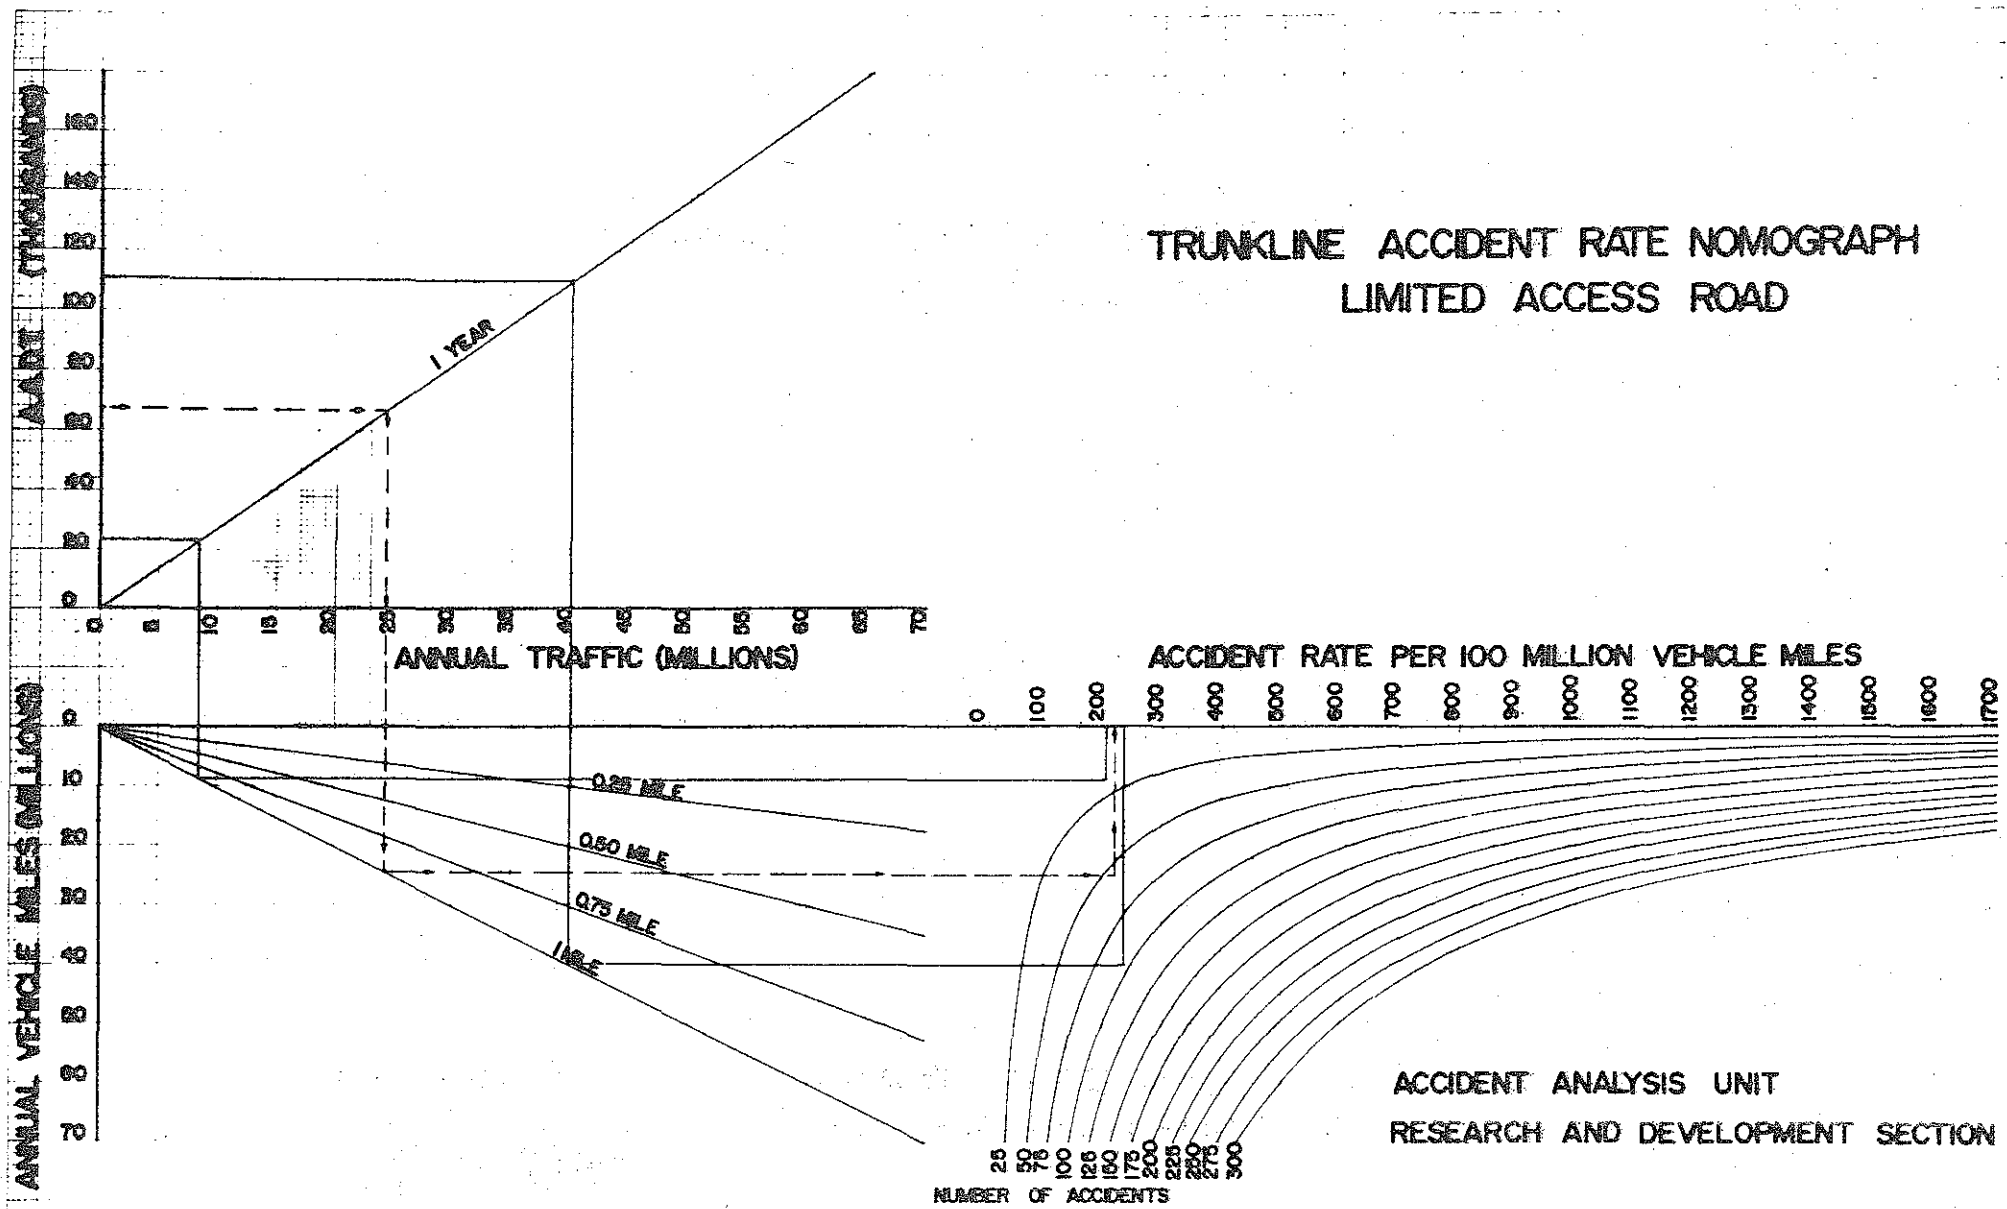 TRUNKLINE ACCIDENT RATE NOMOGRAPH
LIMITED ACCESS ROAD
A.A.D.T. (THOUSANDS)
160
140
120
100
80
60
40
20
0
1 YEAR
0 5 10 15 20 25 30 35 40 45 50 55 60 65 70
ANNUAL TRAFFIC (MILLIONS)
ACCIDENT RATE PER 100 MILLION VEHICLE MILES
0 100 200 300 400 500 600 700 800 900 1000 1100 1200 1300 1400 1500 1600 1700
ANNUAL VEHICLE MILES (MILLIONS)
0
10
20
30
40
50
60
70
0.25 MILE
0.50 MILE
0.75 MILE
1 MILE
25 50 75 100 125 150 175 200 225 250 275 300
NUMBER OF ACCIDENTS
ACCIDENT ANALYSIS UNIT
RESEARCH AND DEVELOPMENT SECTION